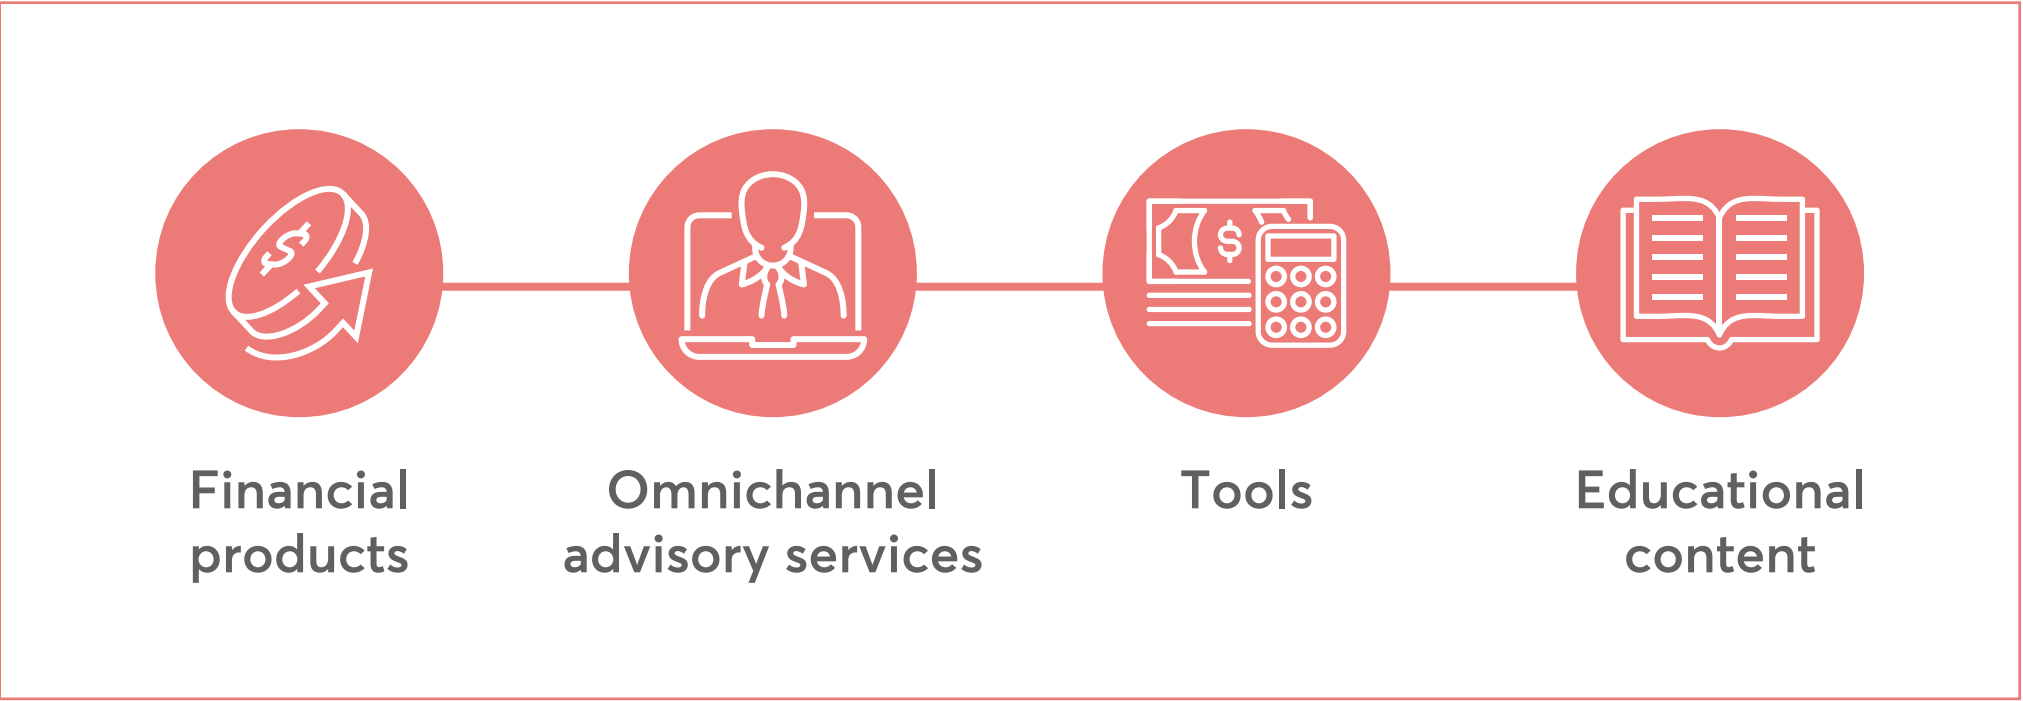 Financial
products
Omnichannel
advisory services
Tools
Educational
content